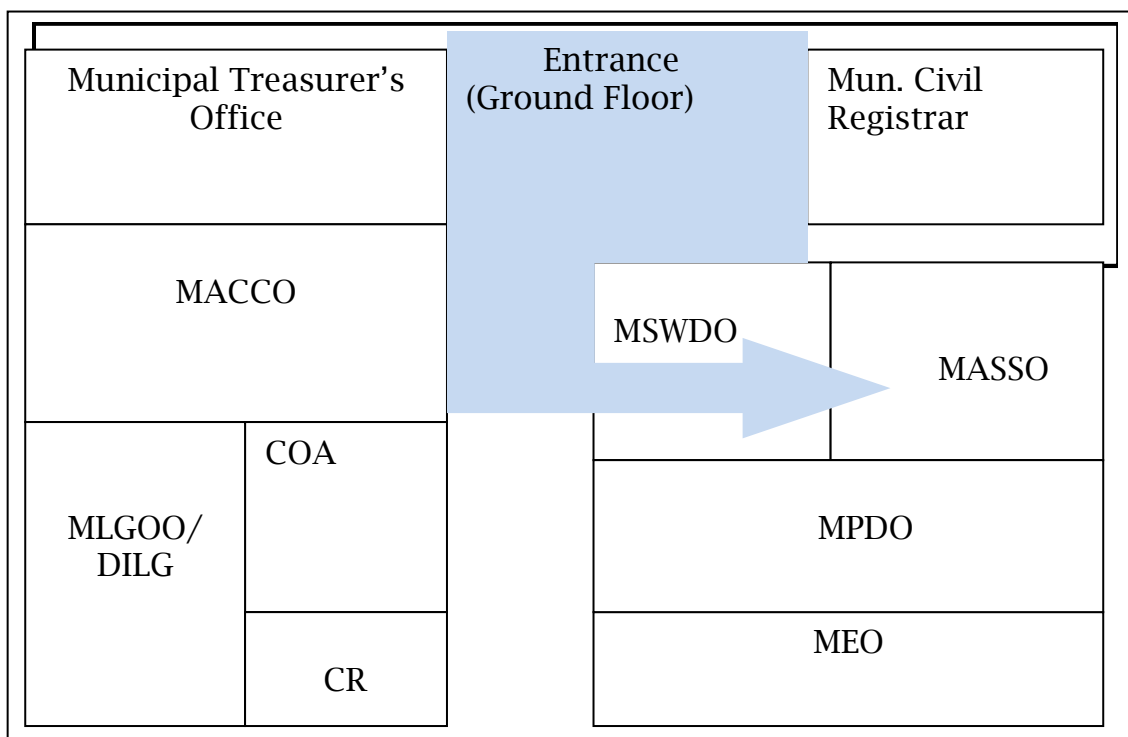 Municipal Treasurer’s
Office
Entrance
(Ground Floor)
Mun. Civil
Registrar
MACCO
MSWDO
MASSO
COA
MLGOO/
DILG
MPDO
CR
MEO